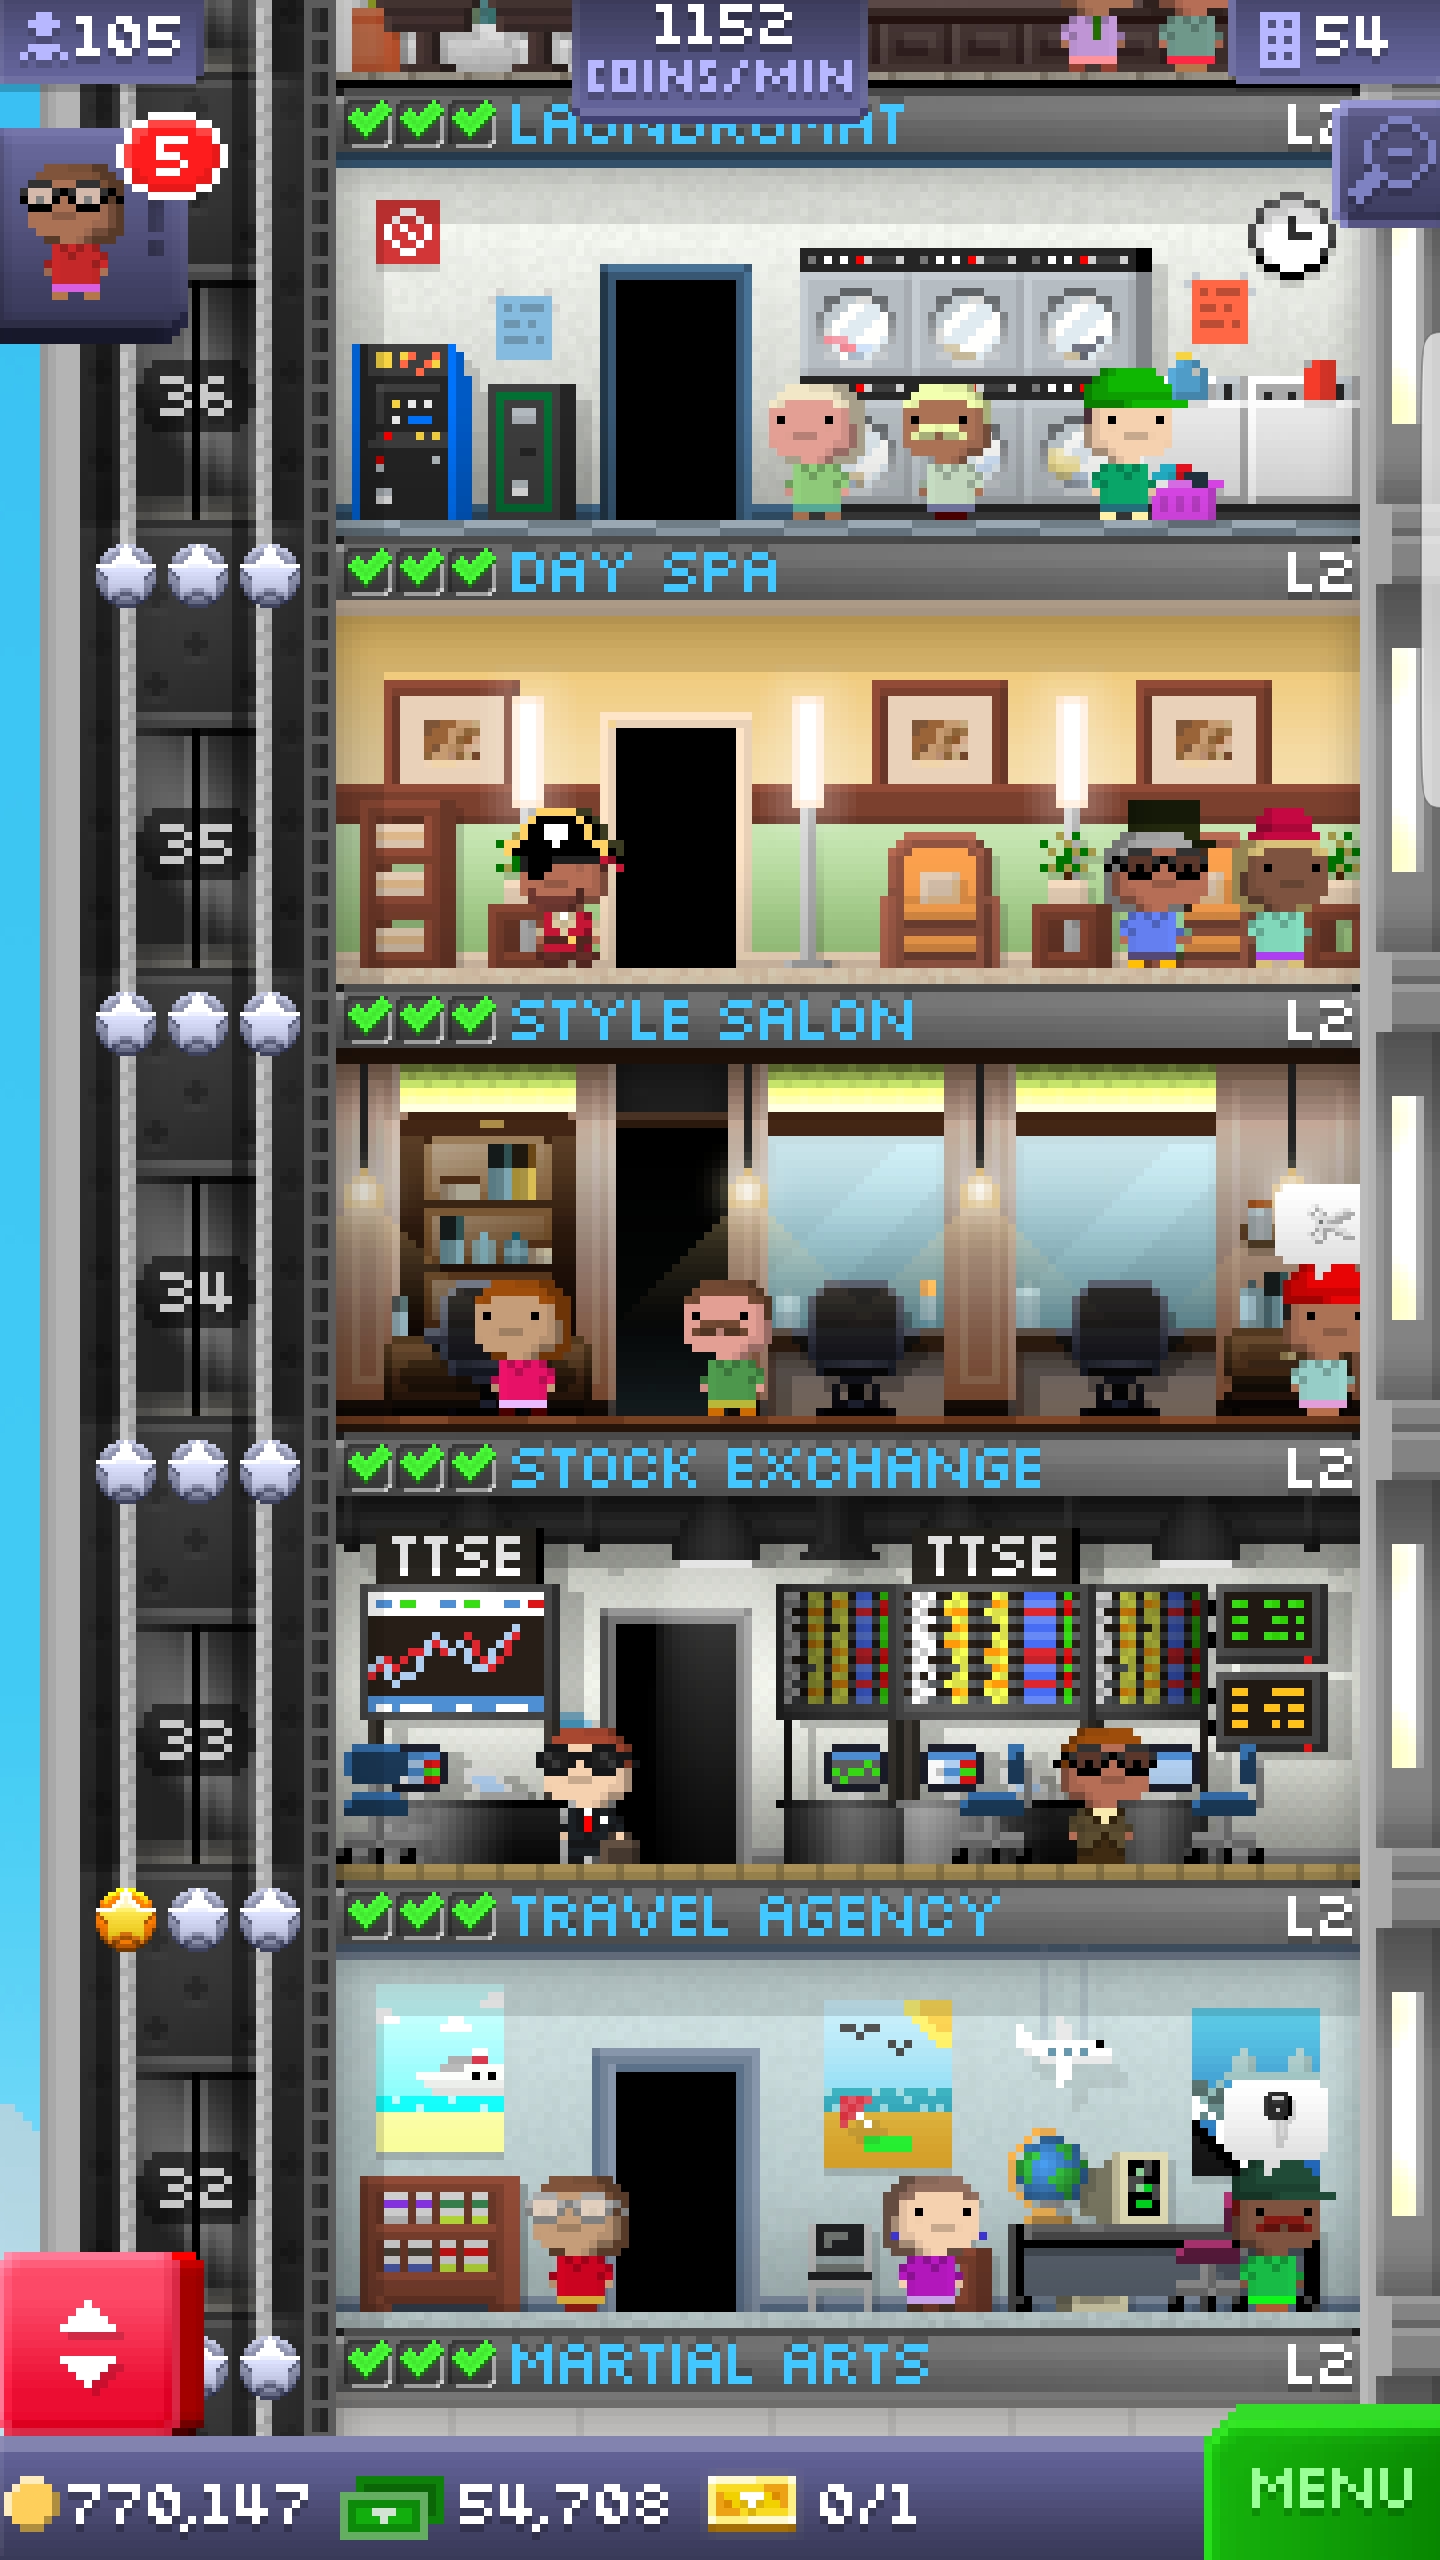 105
1152
COINS/MIN
54
5
LAUNDROMAT
L2
36
DAY SPA
L2
35
STYLE SALON
L2
34
STOCK EXCHANGE
L2
TTSE
TTSE
33
TRAVEL AGENCY
L2
32
MARTIAL ARTS
L2
770,147
54,708
0/1
MENU